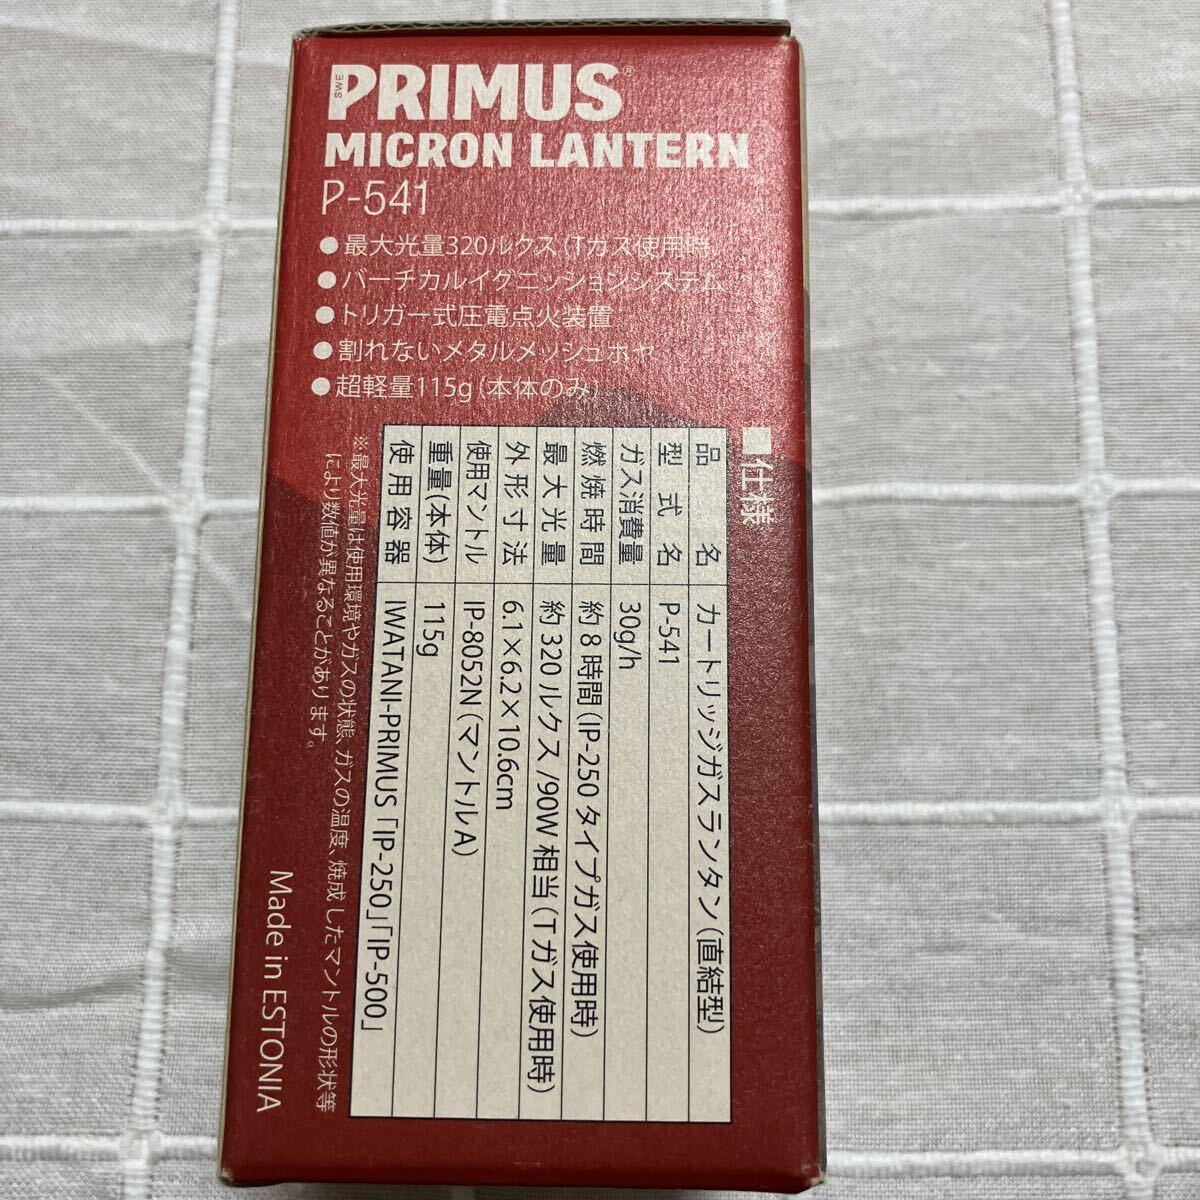 SWE
PRIMUS®
MICRON LANTERN
P-541
●最大光量320ルクス(Tガス使用時)
●バーチカルイグニッションシステム
●トリガー式圧電点火装置
●割れないメタルメッシュホヤ
●超軽量115g(本体のみ)
■仕様
品名 カートリッジガスランタン(直結型)
型式名 P-541
ガス消費量 30g/h
燃焼時間 約8時間(IP-250タイプガス使用時)
最大光量 約320ルクス/90W相当(Tガス使用時)
外形寸法 6.1×6.2×10.6cm
使用マントル IP-8052N(マントルA)
重量(本体) 115g
使用容器 IWATANI-PRIMUS「IP-250」「IP-500」
※最大光量は使用環境やガスの状態、ガスの温度、焼成したマントルの形状等
により数値が異なることがあります。
Made in ESTONIA